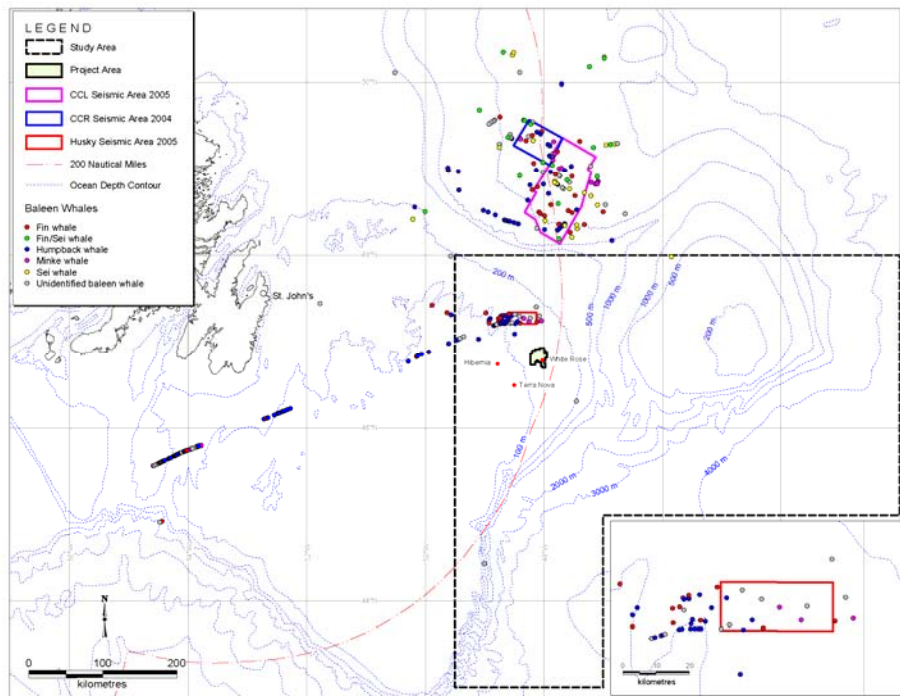 LEGEND
Study Area
Project Area
CCL Seismic Area 2005
CCR Seismic Area 2004
Husky Seismic Area 2005
200 Nautical Miles
Ocean Depth Contour
Baleen Whales
Fin whale
Fin/Sei whale
Humpback whale
Minke whale
Sei whale
Unidentified baleen whale
St. John's
200 m
500 m
1000 m
1000 m
500 m
200 m
White Rose
Hibernia
Terra Nova
100 m
2000 m
3000 m
4000 m
N
0 100 200
kilometres
0 10 20
kilometres